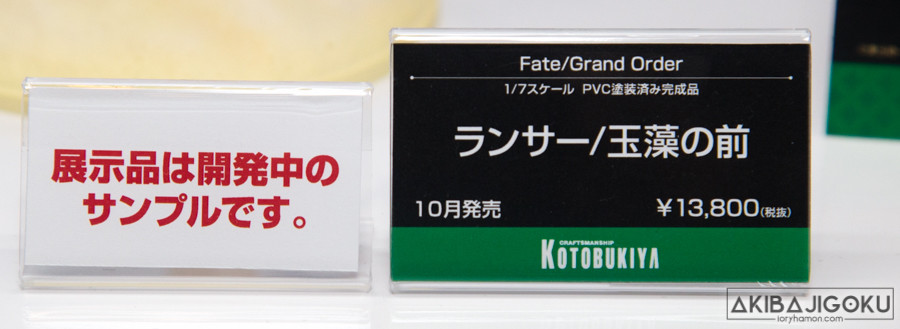 展示品は開発中の
サンプルです。
Fate/Grand Order
1/7スケール PVC塗装済み完成品
ランサー/玉藻の前
10月発売 ¥13,800(税抜)
CRAFTSMANSHIP
KOTOBUKIYA
AKIBAJIGOKU
ioryhamon.com